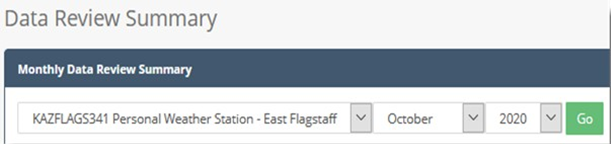 Data Review Summary
Monthly Data Review Summary
KAZFLAGS341 Personal Weather Station - East Flagstaff October 2020 Go